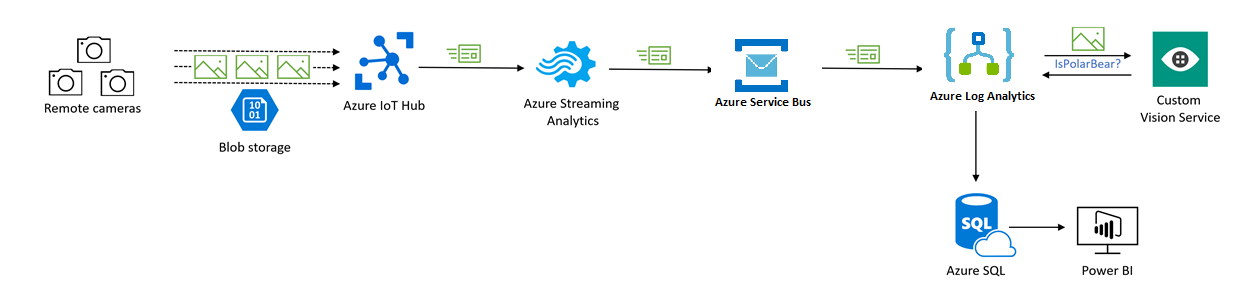 IsPolarBear?
Remote cameras
10
01
Blob storage
Azure IoT Hub
Azure Streaming
Analytics
Azure Service Bus
Azure Log Analytics
Custom
Vision Service
SQL
Azure SQL
Power BI